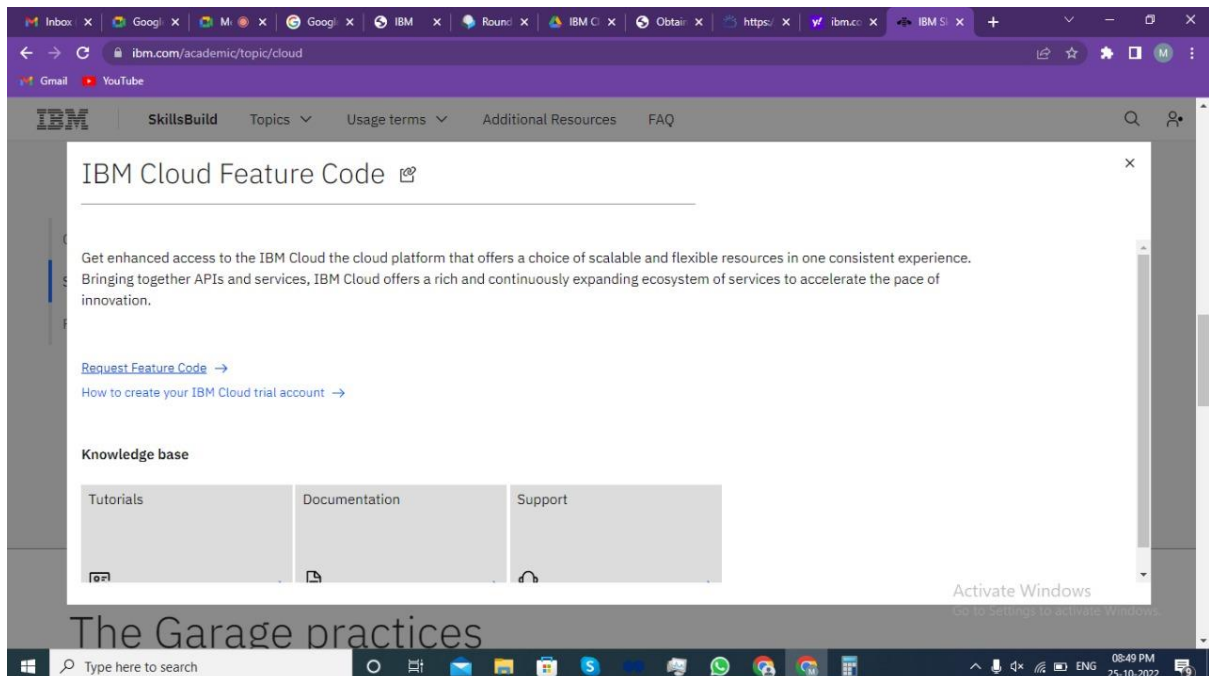 Inbox
Googl
M
Googl
IBM
Round
IBM C
Obtain
https:/
ibm.co
IBM S
ibm.com/academic/topic/cloud
M
Gmail
YouTube
IBM
SkillsBuild
Topics
Usage terms
Additional Resources
FAQ
IBM Cloud Feature Code
Get enhanced access to the IBM Cloud the cloud platform that offers a choice of scalable and flexible resources in one consistent experience.
Bringing together APIs and services, IBM Cloud offers a rich and continuously expanding ecosystem of services to accelerate the pace of
innovation.
Request Feature Code →
How to create your IBM Cloud trial account →
Knowledge base
Tutorials
Documentation
Support
Activate Windows
Go to Settings to activate Windows.
The Garage practices
Type here to search
ENG
08:49 PM
25-10-2022